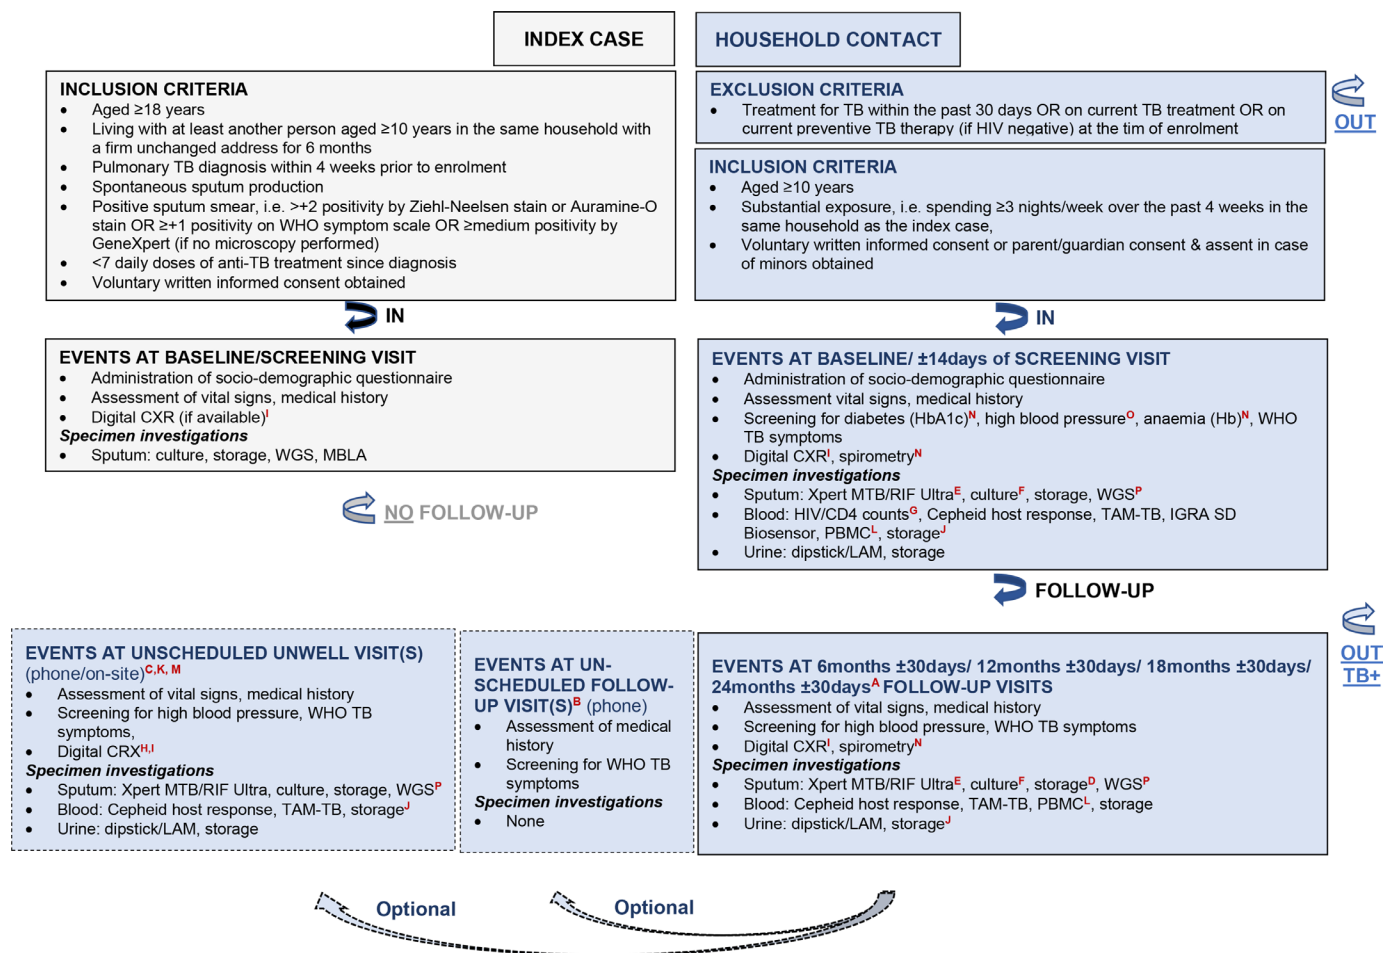 INDEX CASE
HOUSEHOLD CONTACT
INCLUSION CRITERIA
• Aged ≥18 years
• Living with at least another person aged ≥10 years in the same household with
a firm unchanged address for 6 months
• Pulmonary TB diagnosis within 4 weeks prior to enrolment
• Spontaneous sputum production
• Positive sputum smear, i.e. >+2 positivity by Ziehl-Neelsen stain or Auramine-O
stain OR ≥+1 positivity on WHO symptom scale OR ≥medium positivity by
GeneXpert (if no microscopy performed)
• <7 daily doses of anti-TB treatment since diagnosis
• Voluntary written informed consent obtained
EXCLUSION CRITERIA
• Treatment for TB within the past 30 days OR on current TB treatment OR on
current preventive TB therapy (if HIV negative) at the tim of enrolment
OUT
INCLUSION CRITERIA
• Aged ≥10 years
• Substantial exposure, i.e. spending ≥3 nights/week over the past 4 weeks in the
same household as the index case,
• Voluntary written informed consent or parent/guardian consent & assent in case
of minors obtained
IN
IN
EVENTS AT BASELINE/SCREENING VISIT
• Administration of socio-demographic questionnaire
• Assessment of vital signs, medical history
• Digital CXR (if available)I
Specimen investigations
• Sputum: culture, storage, WGS, MBLA
NO FOLLOW-UP
EVENTS AT BASELINE/ ±14days of SCREENING VISIT
• Administration of socio-demographic questionnaire
• Assessment vital signs, medical history
• Screening for diabetes (HbA1c)N, high blood pressureO, anaemia (Hb)N, WHO
TB symptoms
• Digital CXRI, spirometryN
Specimen investigations
• Sputum: Xpert MTB/RIF UltraE, cultureF, storage, WGSP
• Blood: HIV/CD4 countsG, Cepheid host response, TAM-TB, IGRA SD
Biosensor, PBMCL, storageJ
• Urine: dipstick/LAM, storage
FOLLOW-UP
EVENTS AT UNSCHEDULED UNWELL VISIT(S)
(phone/on-site)C,K, M
• Assessment of vital signs, medical history
• Screening for high blood pressure, WHO TB
symptoms,
• Digital CRXH,I
Specimen investigations
• Sputum: Xpert MTB/RIF Ultra, culture, storage, WGSP
• Blood: Cepheid host response, TAM-TB, storageJ
• Urine: dipstick/LAM, storage
EVENTS AT UN-
SCHEDULED FOLLOW-
UP VISIT(S)B (phone)
• Assessment of medical
history
• Screening for WHO TB
symptoms
Specimen investigations
• None
EVENTS AT 6months ±30days/ 12months ±30days/ 18months ±30days/
24months ±30daysA FOLLOW-UP VISITS
• Assessment of vital signs, medical history
• Screening for high blood pressure, WHO TB symptoms
• Digital CXRI, spirometryN
Specimen investigations
• Sputum: Xpert MTB/RIF UltraE, cultureF, storageD, WGSP
• Blood: Cepheid host response, TAM-TB, PBMCL, storage
• Urine: dipstick/LAM, storageJ
OUT
TB+
Optional
Optional